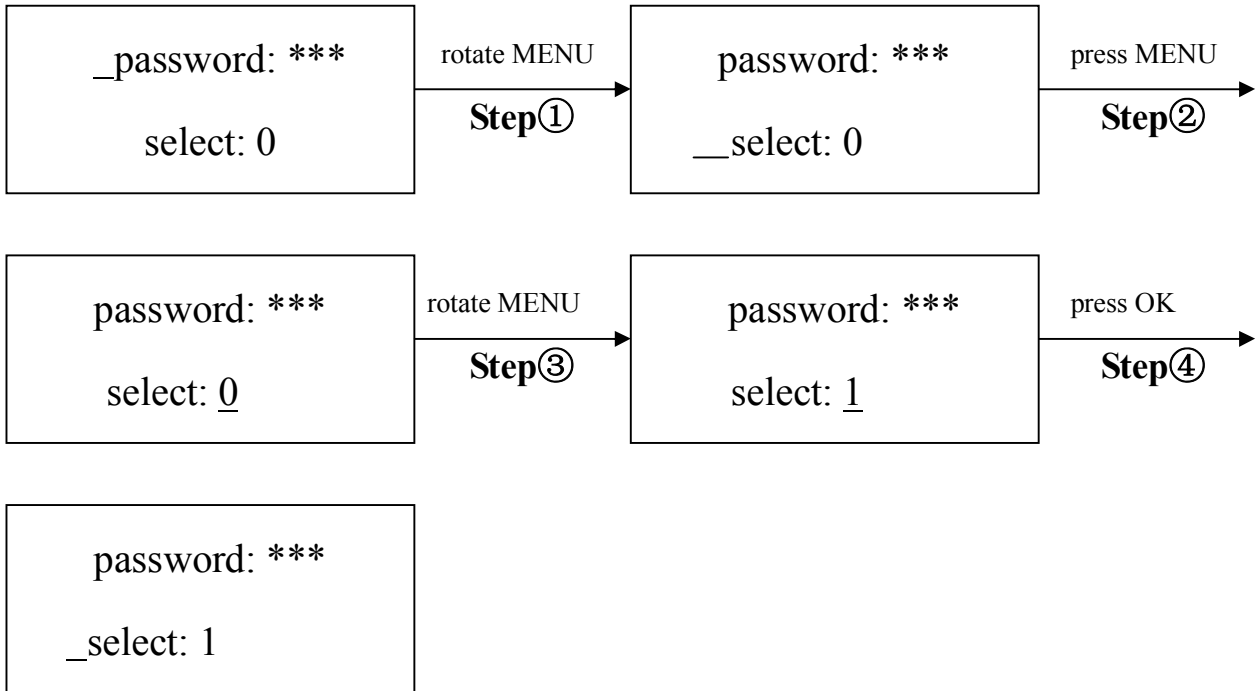 _password: ***
select: 0
rotate MENU
Step①
password: ***
__select: 0
press MENU
Step②
password: ***
select: 0
rotate MENU
Step③
password: ***
select: 1
press OK
Step④
password: ***
_select: 1